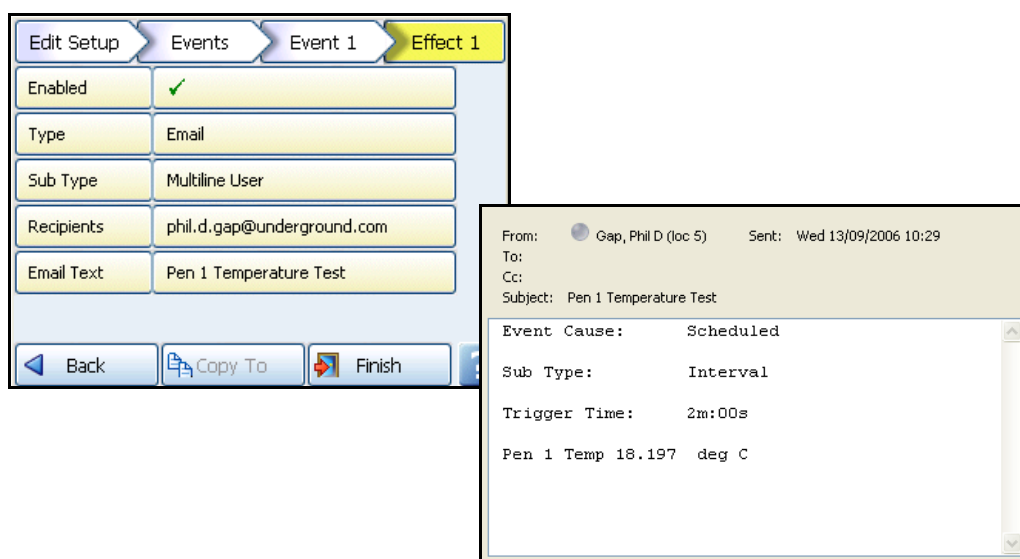 Edit Setup Events Event 1 Effect 1
Enabled ✓
Type Email
Sub Type Multiline User
Recipients phil.d.gap@underground.com
Email Text Pen 1 Temperature Test
Back Copy To Finish
From: Gap, Phil D (loc 5) Sent: Wed 13/09/2006 10:29
To:
Cc:
Subject: Pen 1 Temperature Test
Event Cause: Scheduled
Sub Type: Interval
Trigger Time: 2m:00s
Pen 1 Temp 18.197 deg C